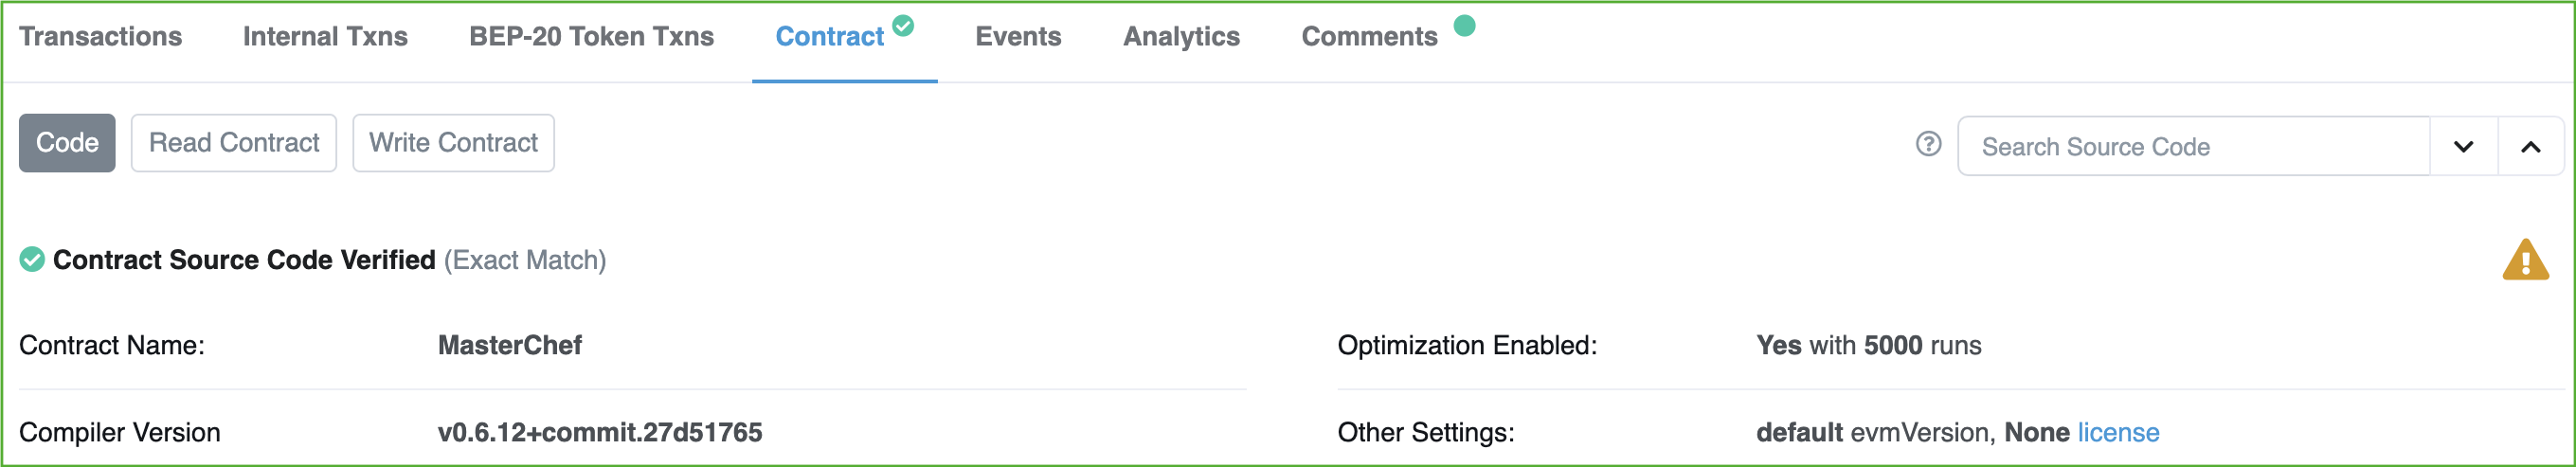 Transactions Internal Txns BEP-20 Token Txns Contract Events Analytics Comments
Code Read Contract Write Contract Search Source Code
Contract Source Code Verified (Exact Match)
Contract Name: MasterChef Optimization Enabled: Yes with 5000 runs
Compiler Version v0.6.12+commit.27d51765 Other Settings: default evmVersion, None license